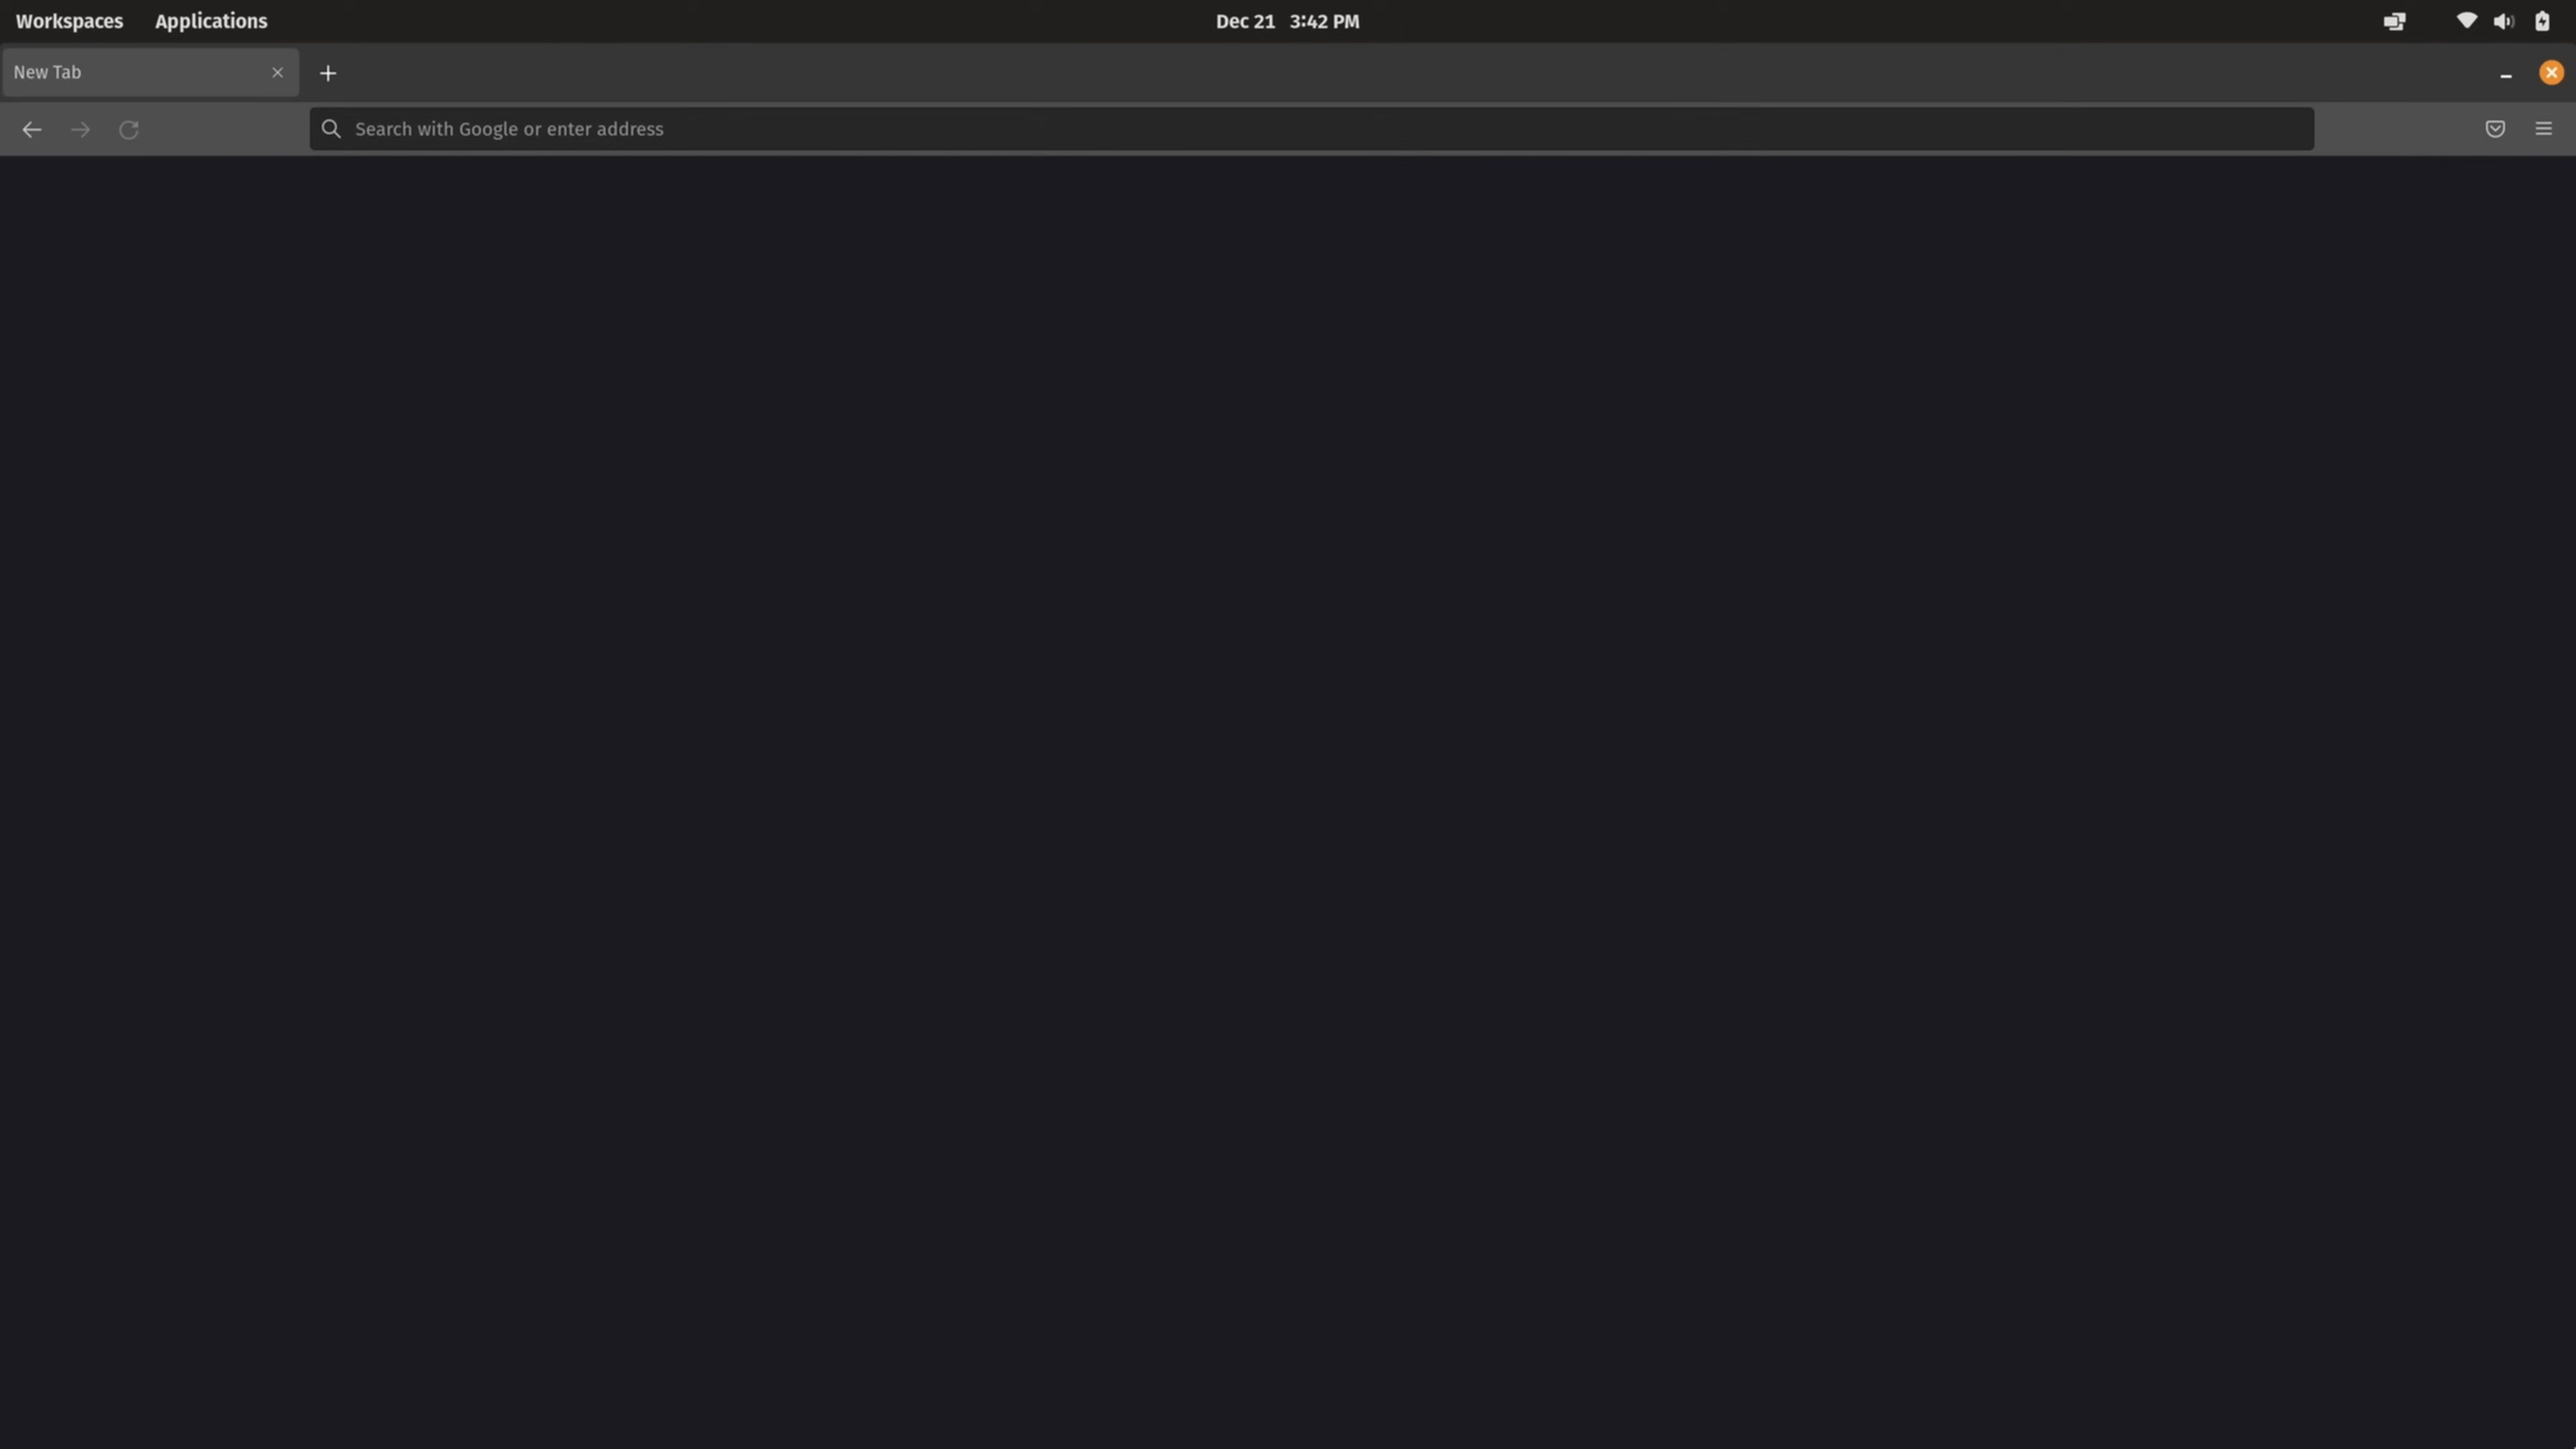 Workspaces Applications Dec 21 3:42 PM
New Tab
Search with Google or enter address